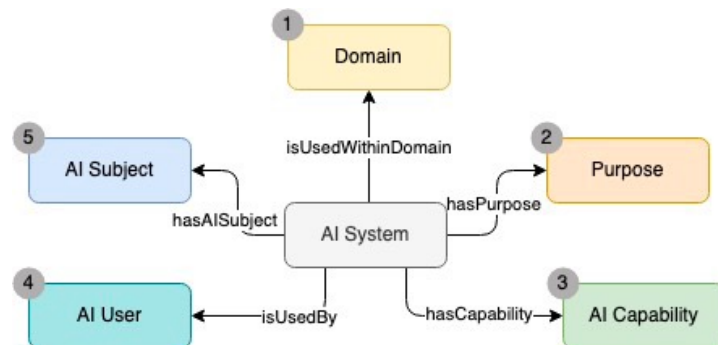 1
Domain
5
AI Subject
isUsedWithinDomain
2
Purpose
hasAISubject
AI System
hasPurpose
4
AI User
isUsedBy
hasCapability
3
AI Capability